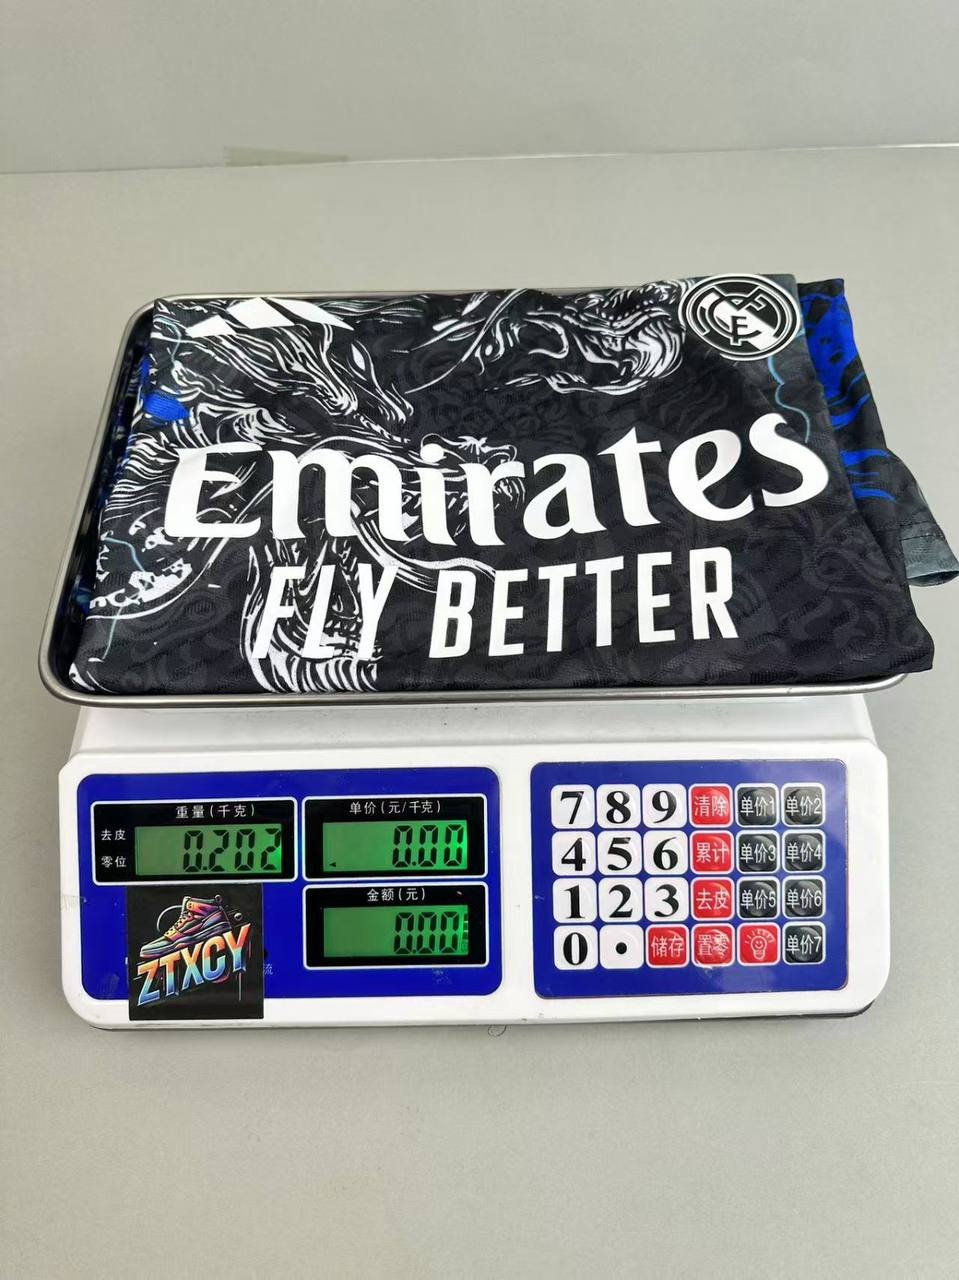 Emirates
FLY BETTER
重量(千克)
去皮
零位
0.202
单价(元/千克)
0.00
金额(元)
0.00
ZTXCY
流
7 8 9 清除 单价1 单价2
4 5 6 累计 单价3 单价4
1 2 3 去皮 单价5 单价6
0 . 储存 置零 单价7